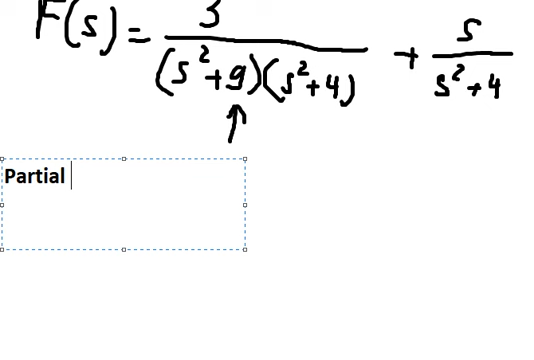 F(s) = 3 / (s²+9)(s²+4) + s / s²+4
Partial